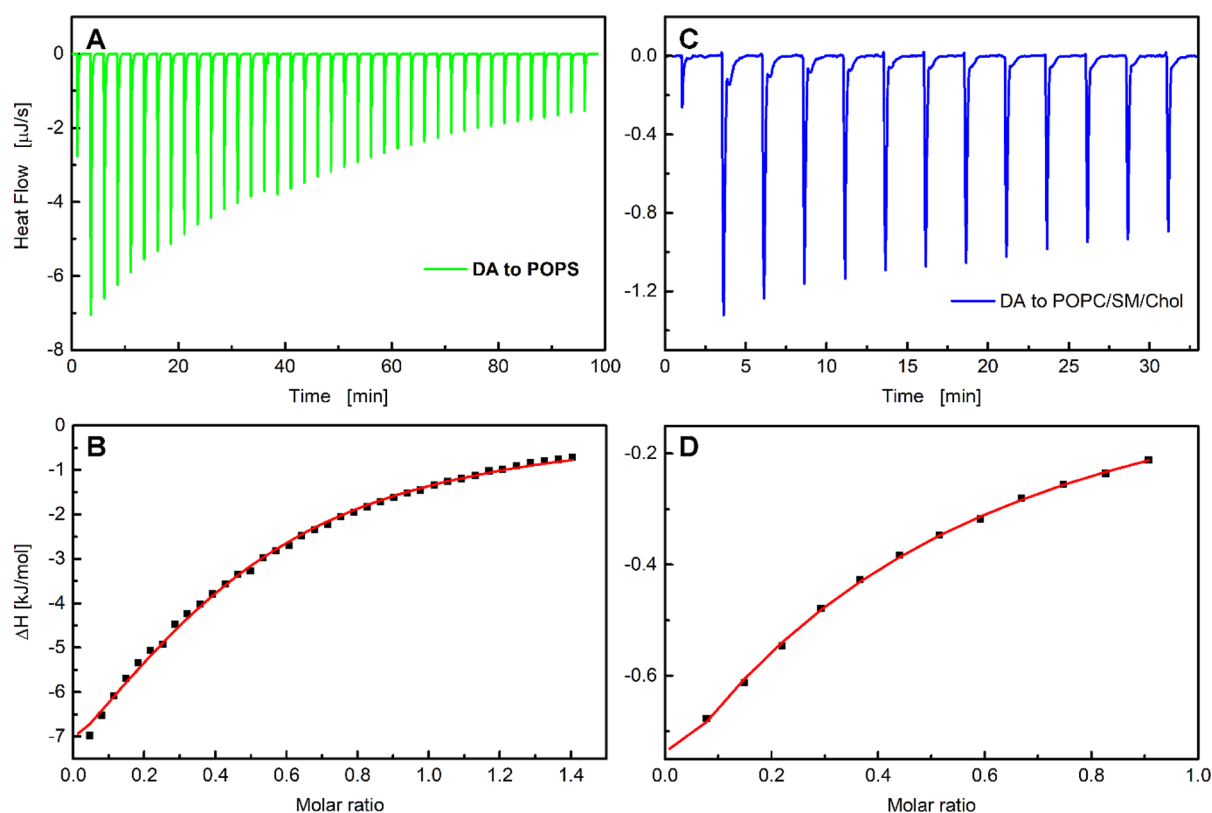 A
0
-2
-4
-6
-8
Heat Flow [μJ/s]
DA to POPS
0 20 40 60 80 100
Time [min]
C
0.0
-0.4
-0.8
-1.2
DA to POPC/SM/Chol
0 5 10 15 20 25 30
Time [min]
B
0
-1
-2
-3
-4
-5
-6
-7
ΔH [kJ/mol]
0.0 0.2 0.4 0.6 0.8 1.0 1.2 1.4
Molar ratio
D
-0.2
-0.4
-0.6
0.0 0.2 0.4 0.6 0.8 1.0
Molar ratio